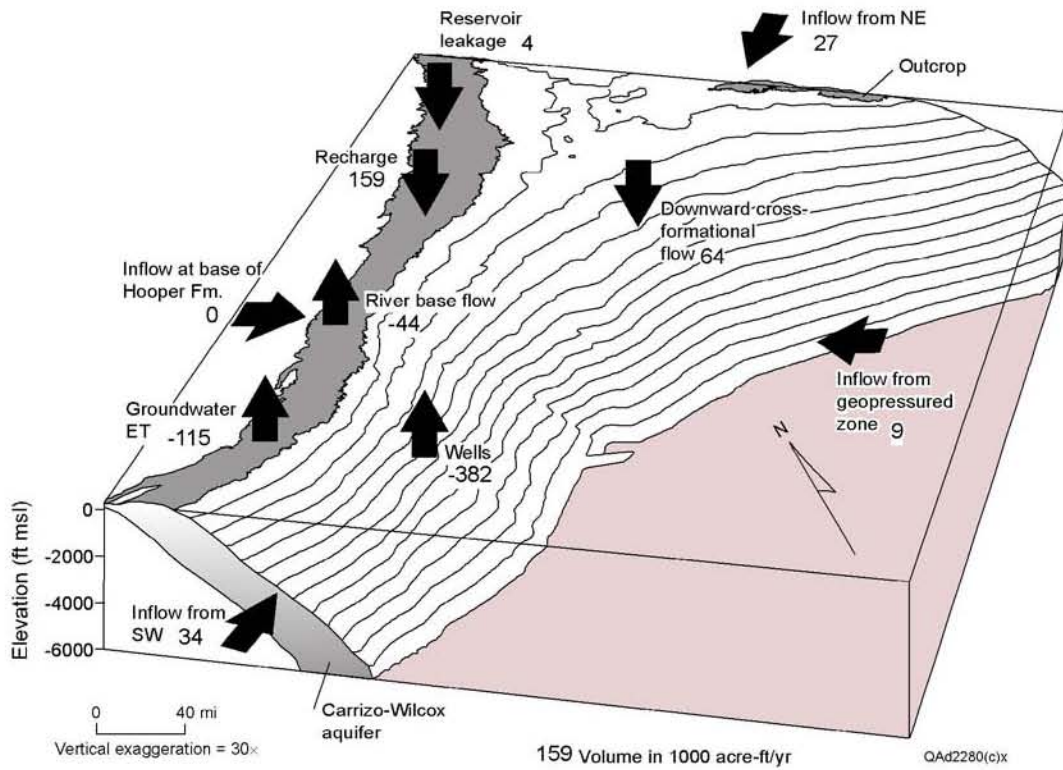 Reservoir
leakage 4
Inflow from NE
27
Outcrop
Recharge
159
Downward cross-
formational
flow 64
Inflow at base of
Hooper Fm.
0
River base flow
-44
Inflow from
geopressured
zone 9
Groundwater
ET -115
Wells
-382
N
Elevation (ft msl)
0
-2000
-4000
-6000
Inflow from
SW 34
Carrizo-Wilcox
aquifer
0 40 mi
Vertical exaggeration = 30×
159 Volume in 1000 acre-ft/yr
QAd2280(c)x